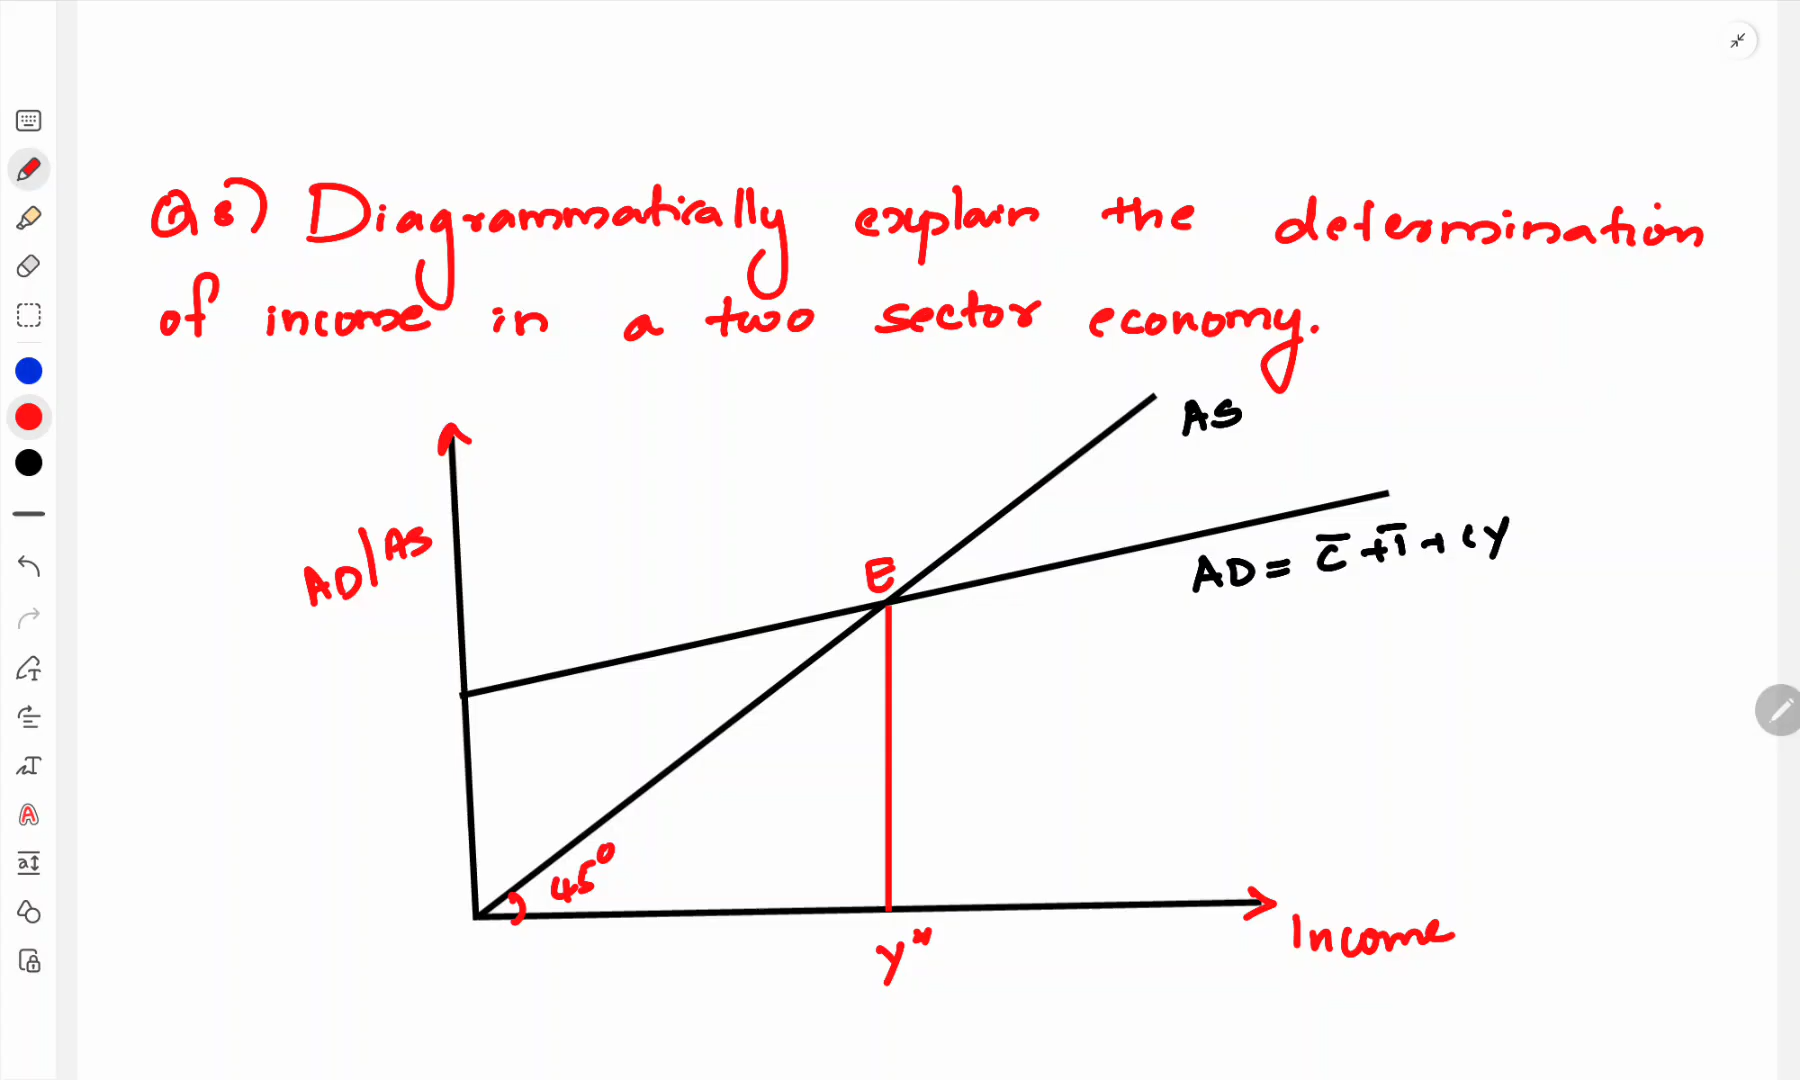 Q8) Diagrammatically explain the determination
of income in a two sector economy.
AS
AD/AS
E
AD = C̅ + I̅ + cY
45°
Y*
Income